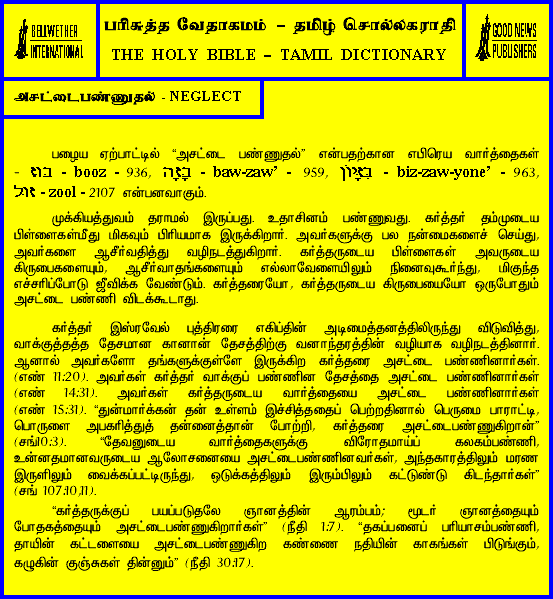 BELLWETHER
INTERNATIONAL
பரிசுத்த வேதாகமம் – தமிழ் சொல்லகராதி
THE HOLY BIBLE – TAMIL DICTIONARY
GOOD NEWS
PUBLISHERS
அசட்டைபண்ணுதல் - NEGLECT
பழைய ஏற்பாட்டில் “அசட்டை பண்ணுதல்” என்பதற்கான எபிரெய வார்த்தைகள்
- בּוּז - booz - 936, בָּזָה - baw-zaw’ - 959, בִּזָּיוֹן - biz-zaw-yone’ - 963,
זוּל - zool - 2107 என்பனவாகும்.
முக்கியத்துவம் தராமல் இருப்பது. உதாசினம் பண்ணுவது. கர்த்தர் தம்முடைய
பிள்ளைகள்மீது மிகவும் பிரியமாக இருக்கிறார். அவர்களுக்கு பல நன்மைகளைச் செய்து,
அவர்களை ஆசீர்வதித்து வழிநடத்துகிறார். கர்த்தருடைய பிள்ளைகள் அவருடைய
கிருபைகளையும், ஆசீர்வாதங்களையும் எல்லாவேளையிலும் நினைவுகூர்ந்து, மிகுந்த
எச்சரிப்போடு ஜீவிக்க வேண்டும். கர்த்தரையோ, கர்த்தருடைய கிருபையையோ ஒருபோதும்
அசட்டை பண்ணி விடக்கூடாது.
கர்த்தர் இஸ்ரவேல் புத்திரரை எகிப்தின் அடிமைத்தனத்திலிருந்து விடுவித்து,
வாக்குத்தத்த தேசமான கானான் தேசத்திற்கு வனாந்தரத்தின் வழியாக வழிநடத்தினார்.
ஆனால் அவர்களோ தங்களுக்குள்ளே இருக்கிற கர்த்தரை அசட்டை பண்ணினார்கள்.
(எண் 11:20). அவர்கள் கர்த்தர் வாக்குப் பண்ணின தேசத்தை அசட்டை பண்ணினார்கள்
(எண் 14:31). அவர்கள் கர்த்தருடைய வார்த்தையை அசட்டை பண்ணினார்கள்
(எண் 15:31). “துன்மார்க்கன் தன் உள்ளம் இச்சித்ததைப் பெற்றதினால் பெருமை பாராட்டி,
பொருளை அபகரித்துத் தன்னைத்தான் போற்றி, கர்த்தரை அசட்டைபண்ணுகிறான்”
(சங்10:3). “தேவனுடைய வார்த்தைகளுக்கு விரோதமாய்ப் கலகம்பண்ணி,
உன்னதமானவருடைய ஆலோசனையை அசட்டைபண்ணினவர்கள், அந்தகாரத்திலும் மரண
இருளிலும் வைக்கப்பட்டிருந்து, ஒடுக்கத்திலும் இரும்பிலும் கட்டுண்டு கிடந்தார்கள்”
(சங் 107:10,11).
“கர்த்தருக்குப் பயப்படுதலே ஞானத்தின் ஆரம்பம்; மூடர் ஞானத்தையும்
போதகத்தையும் அசட்டைபண்ணுகிறார்கள்” (நீதி 1:7). “தகப்பனைப் பரியாசம்பண்ணி,
தாயின் கட்டளையை அசட்டைபண்ணுகிற கண்ணை நதியின் காகங்கள் பிடுங்கும்,
கழுகின் குஞ்சுகள் தின்னும்” (நீதி 30:17).